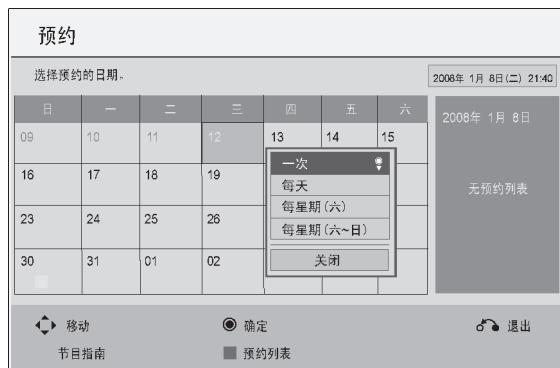 预约
选择预约的日期。
2008年 1月 8日(二) 21:40
日 一 二 三 四 五 六
09 10 11 12 13 14 15
16 17 18 19
23 24 25 26
30 31 01 02
一次
每天
每星期(六)
每星期(六~日)
关闭
2008年 1月 8日
无预约列表
移动 确定 退出
节目指南 预约列表